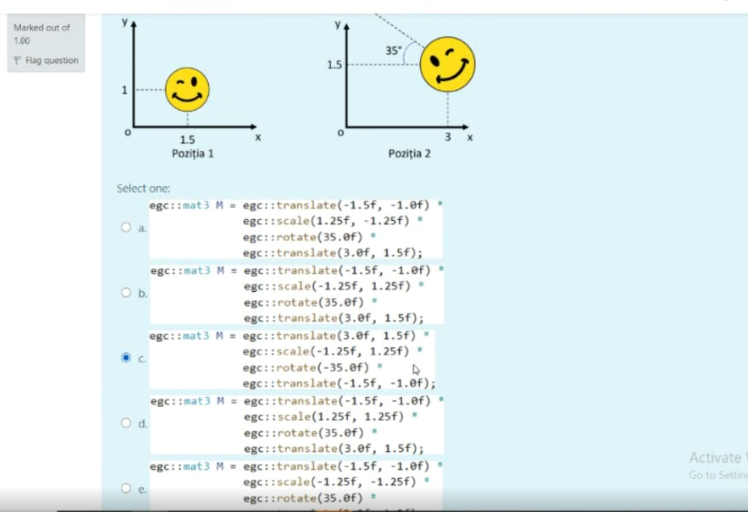 Marked out of
1.00
Flag question
y
1
o
1.5
x
Poziția 1
y
35°
1.5
o
3
x
Poziția 2
Select one:
a.
egc::mat3 M = egc::translate(-1.5f, -1.0f) *
egc::scale(1.25f, -1.25f) *
egc::rotate(35.0f) *
egc::translate(3.0f, 1.5f);
b.
egc::mat3 M = egc::translate(-1.5f, -1.0f) *
egc::scale(-1.25f, 1.25f) *
egc::rotate(35.0f) *
egc::translate(3.0f, 1.5f);
c.
egc::mat3 M = egc::translate(3.0f, 1.5f) *
egc::scale(-1.25f, 1.25f) *
egc::rotate(-35.0f) *
egc::translate(-1.5f, -1.0f);
d.
egc::mat3 M = egc::translate(-1.5f, -1.0f) *
egc::scale(1.25f, 1.25f) *
egc::rotate(35.0f) *
egc::translate(3.0f, 1.5f);
e.
egc::mat3 M = egc::translate(-1.5f, -1.0f) *
egc::scale(-1.25f, -1.25f) *
egc::rotate(35.0f) *
Activate
Go to Settin